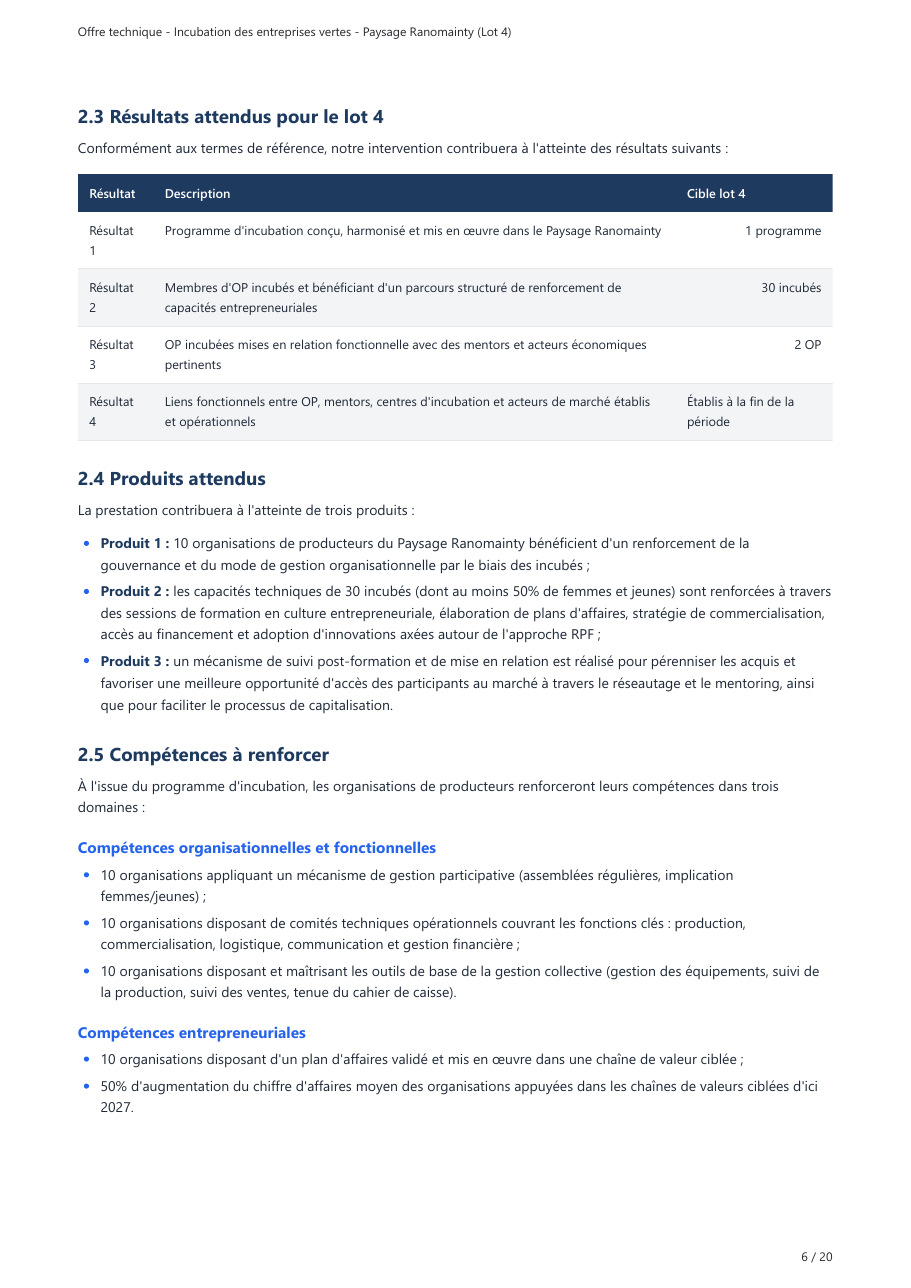 Offre technique - Incubation des entreprises vertes - Paysage Ranomainty (Lot 4)
2.3 Résultats attendus pour le lot 4
Conformément aux termes de référence, notre intervention contribuera à l'atteinte des résultats suivants :
Résultat Description Cible lot 4
Résultat Programme d'incubation conçu, harmonisé et mis en œuvre dans le Paysage Ranomainty 1 programme
1
Résultat Membres d'OP incubés et bénéficiant d'un parcours structuré de renforcement de 30 incubés
2 capacités entrepreneuriales
Résultat OP incubées mises en relation fonctionnelle avec des mentors et acteurs économiques 2 OP
3 pertinents
Résultat Liens fonctionnels entre OP, mentors, centres d'incubation et acteurs de marché établis Établis à la fin de la
4 et opérationnels période
2.4 Produits attendus
La prestation contribuera à l'atteinte de trois produits :
• Produit 1 : 10 organisations de producteurs du Paysage Ranomainty bénéficient d'un renforcement de la
gouvernance et du mode de gestion organisationnelle par le biais des incubés ;
• Produit 2 : les capacités techniques de 30 incubés (dont au moins 50% de femmes et jeunes) sont renforcées à travers
des sessions de formation en culture entrepreneuriale, élaboration de plans d'affaires, stratégie de commercialisation,
accès au financement et adoption d'innovations axées autour de l'approche RPF ;
• Produit 3 : un mécanisme de suivi post-formation et de mise en relation est réalisé pour pérenniser les acquis et
favoriser une meilleure opportunité d'accès des participants au marché à travers le réseautage et le mentoring, ainsi
que pour faciliter le processus de capitalisation.
2.5 Compétences à renforcer
À l'issue du programme d'incubation, les organisations de producteurs renforceront leurs compétences dans trois
domaines :
Compétences organisationnelles et fonctionnelles
• 10 organisations appliquant un mécanisme de gestion participative (assemblées régulières, implication
femmes/jeunes) ;
• 10 organisations disposant de comités techniques opérationnels couvrant les fonctions clés : production,
commercialisation, logistique, communication et gestion financière ;
• 10 organisations disposant et maîtrisant les outils de base de la gestion collective (gestion des équipements, suivi de
la production, suivi des ventes, tenue du cahier de caisse).
Compétences entrepreneuriales
• 10 organisations disposant d'un plan d'affaires validé et mis en œuvre dans une chaîne de valeur ciblée ;
• 50% d'augmentation du chiffre d'affaires moyen des organisations appuyées dans les chaînes de valeurs ciblées d'ici
2027.
6 / 20